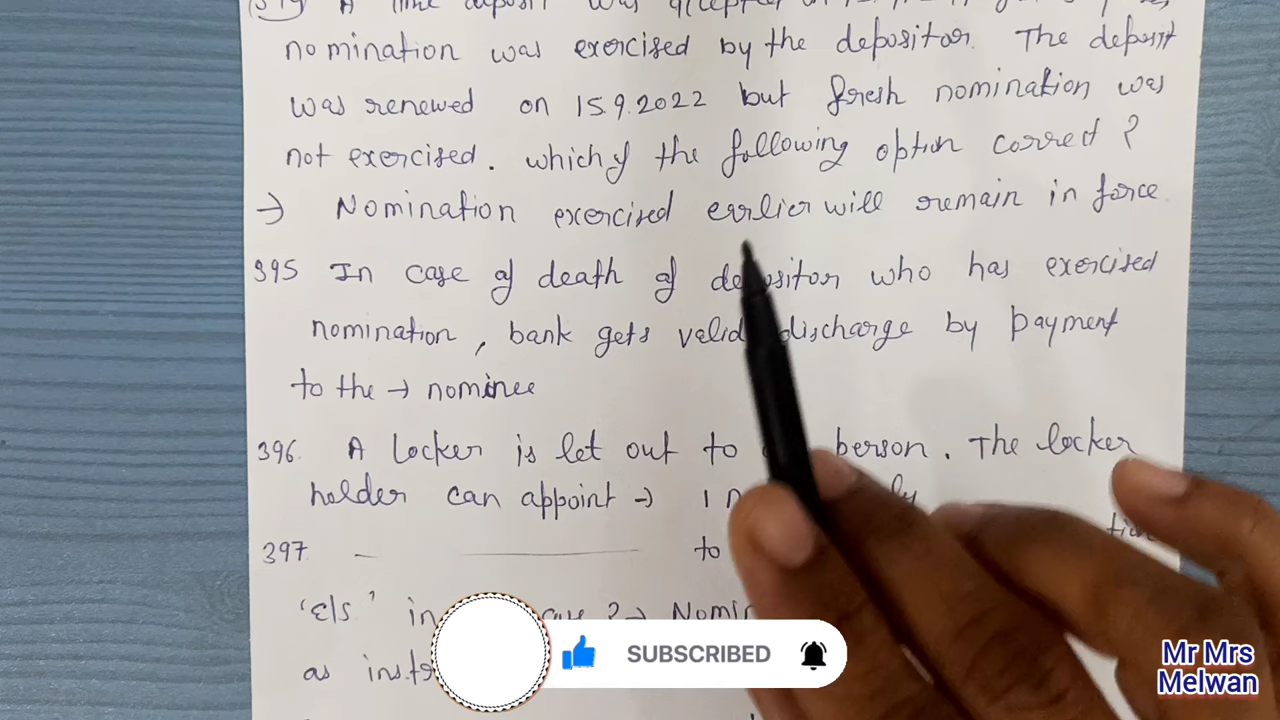 nomination was exercised by the depositor. The deposit
was renewed on 15.9.2022 but fresh nomination was
not exercised. which of the following option correct ?
→ Nomination exercised errlier will remain in force
395 In case of death of depositor who has exercised
nomination, bank gets valid discharge by payment
to the → nominee
396. A Locker is let out to person. The locker
holder can appoint → 1
397. to
'E/S' in ? →
as
SUBSCRIBED
Mr Mrs
Melwan